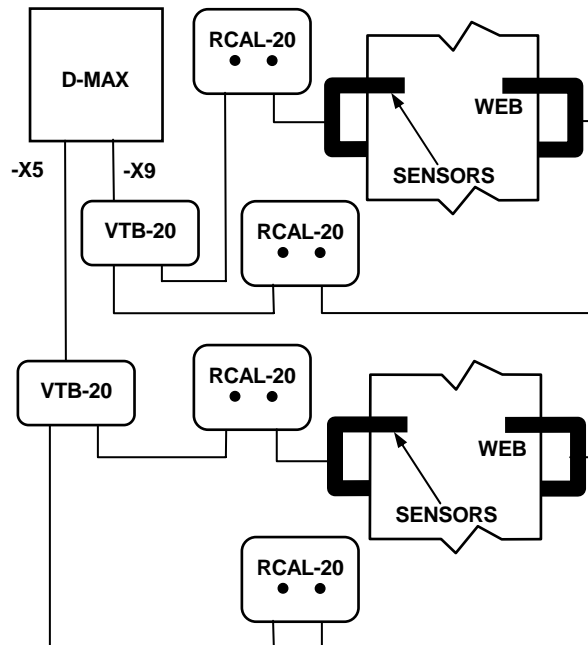 RCAL-20
D-MAX
WEB
-X5
-X9
SENSORS
VTB-20
RCAL-20
RCAL-20
VTB-20
WEB
SENSORS
RCAL-20